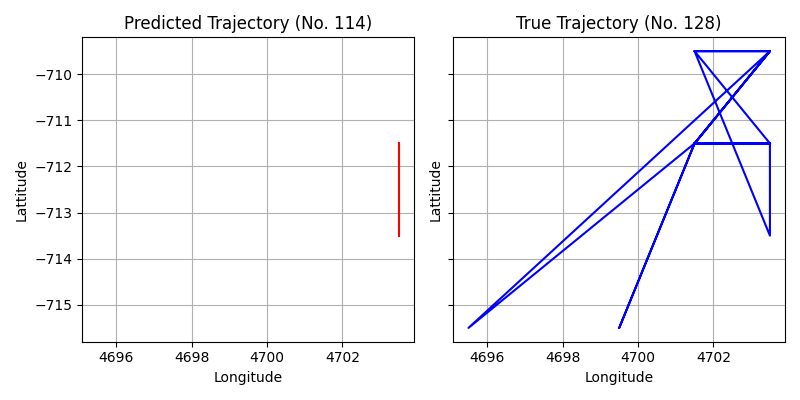 Predicted Trajectory (No. 114)
True Trajectory (No. 128)
Lattitude
−710
−711
−712
−713
−714
−715
4696
4698
4700
4702
Longitude
Lattitude
4696
4698
4700
4702
Longitude